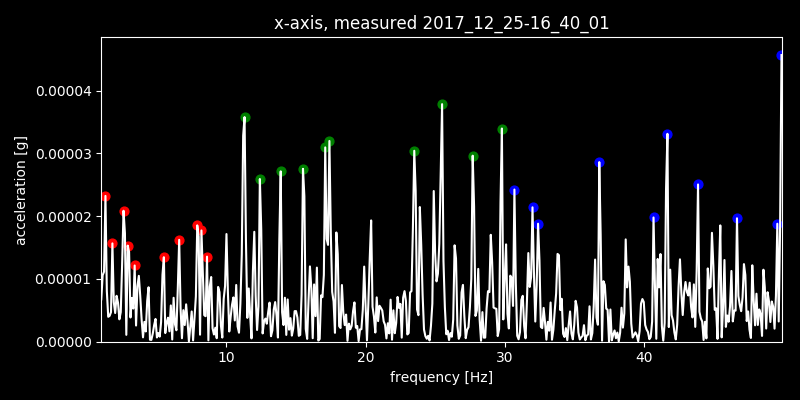 x-axis, measured 2017_12_25-16_40_01
0.00004
0.00003
0.00002
0.00001
0.00000
acceleration [g]
10 20 30 40
frequency [Hz]